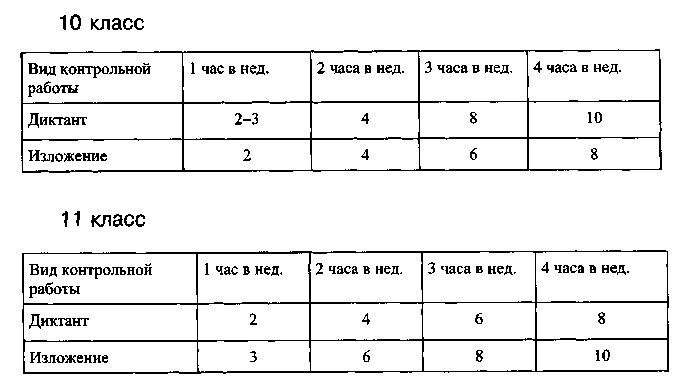 10 класс
Вид контрольной работы 1 час в нед. 2 часа в нед. 3 часа в нед. 4 часа в нед.
Диктант 2–3 4 8 10
Изложение 2 4 6 8
11 класс
Вид контрольной работы 1 час в нед. 2 часа в нед. 3 часа в нед. 4 часа в нед.
Диктант 2 4 6 8
Изложение 3 6 8 10